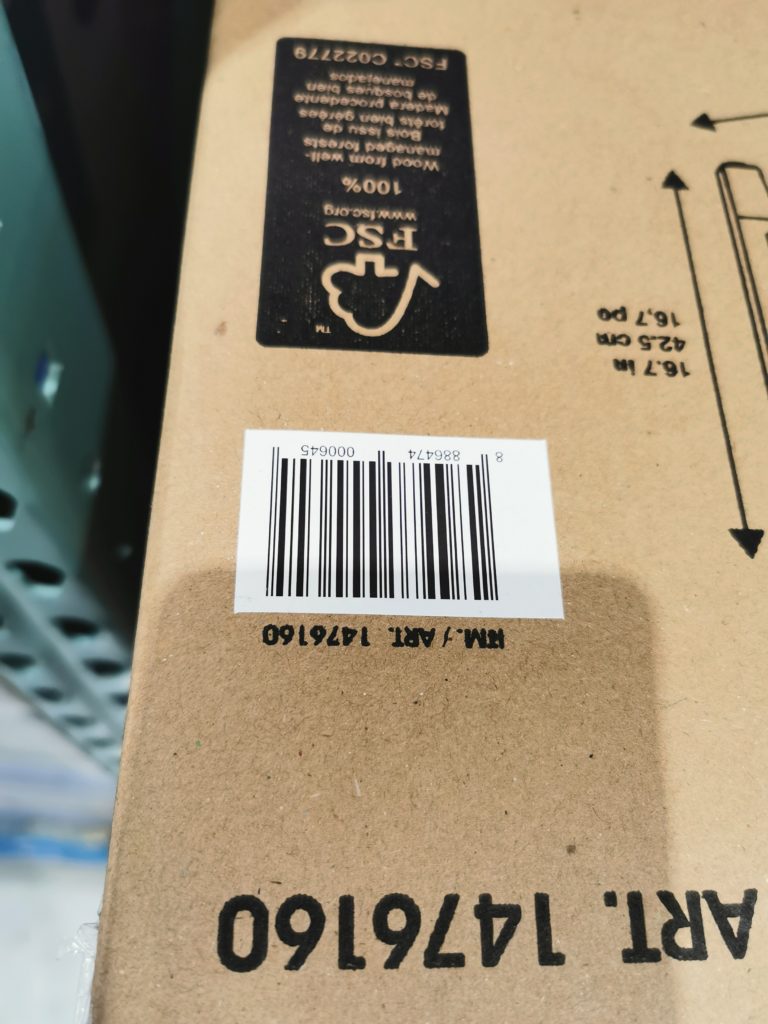 ART. 1476160
ITM. / ART. 1476160
8 886474 000645
16.7 in
42.5 cm
16,7 po
™
FSC
www.fsc.org
100%
Wood from well-
managed forests
Bois issu de
forêts bien gérées
Madera procedente
de bosques bien
manejados
FSC® C022779